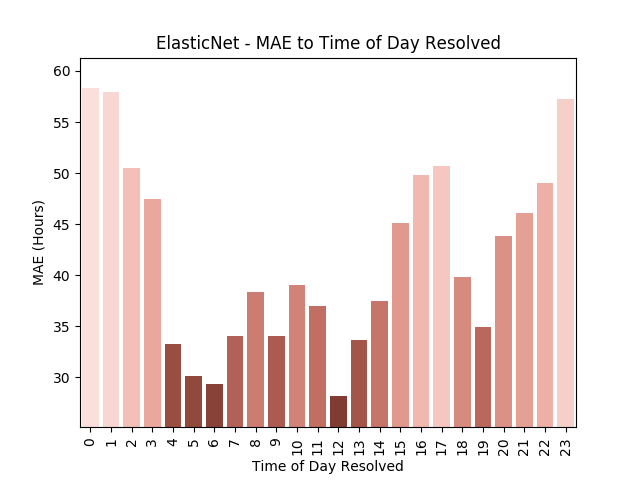 ElasticNet - MAE to Time of Day Resolved
60
55
50
45
40
35
30
MAE (Hours)
0 1 2 3 4 5 6 7 8 9 10 11 12 13 14 15 16 17 18 19 20 21 22 23
Time of Day Resolved